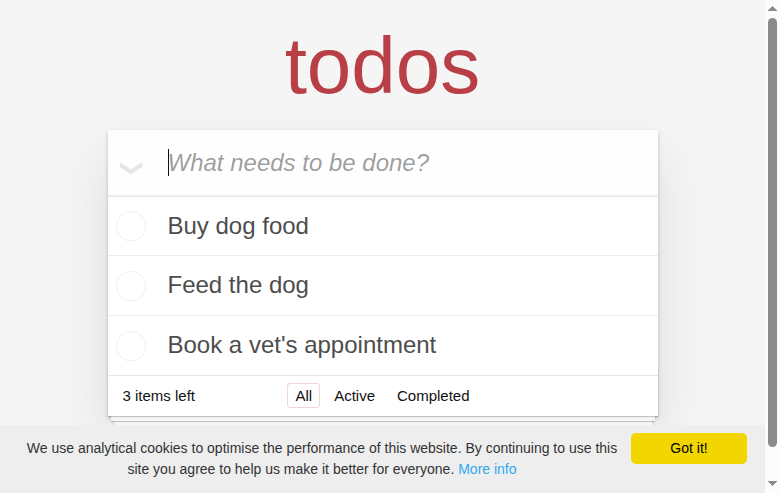 todos
What needs to be done?
Buy dog food
Feed the dog
Book a vet's appointment
3 items left All Active Completed
We use analytical cookies to optimise the performance of this website. By continuing to use this Got it!
site you agree to help us make it better for everyone. More info